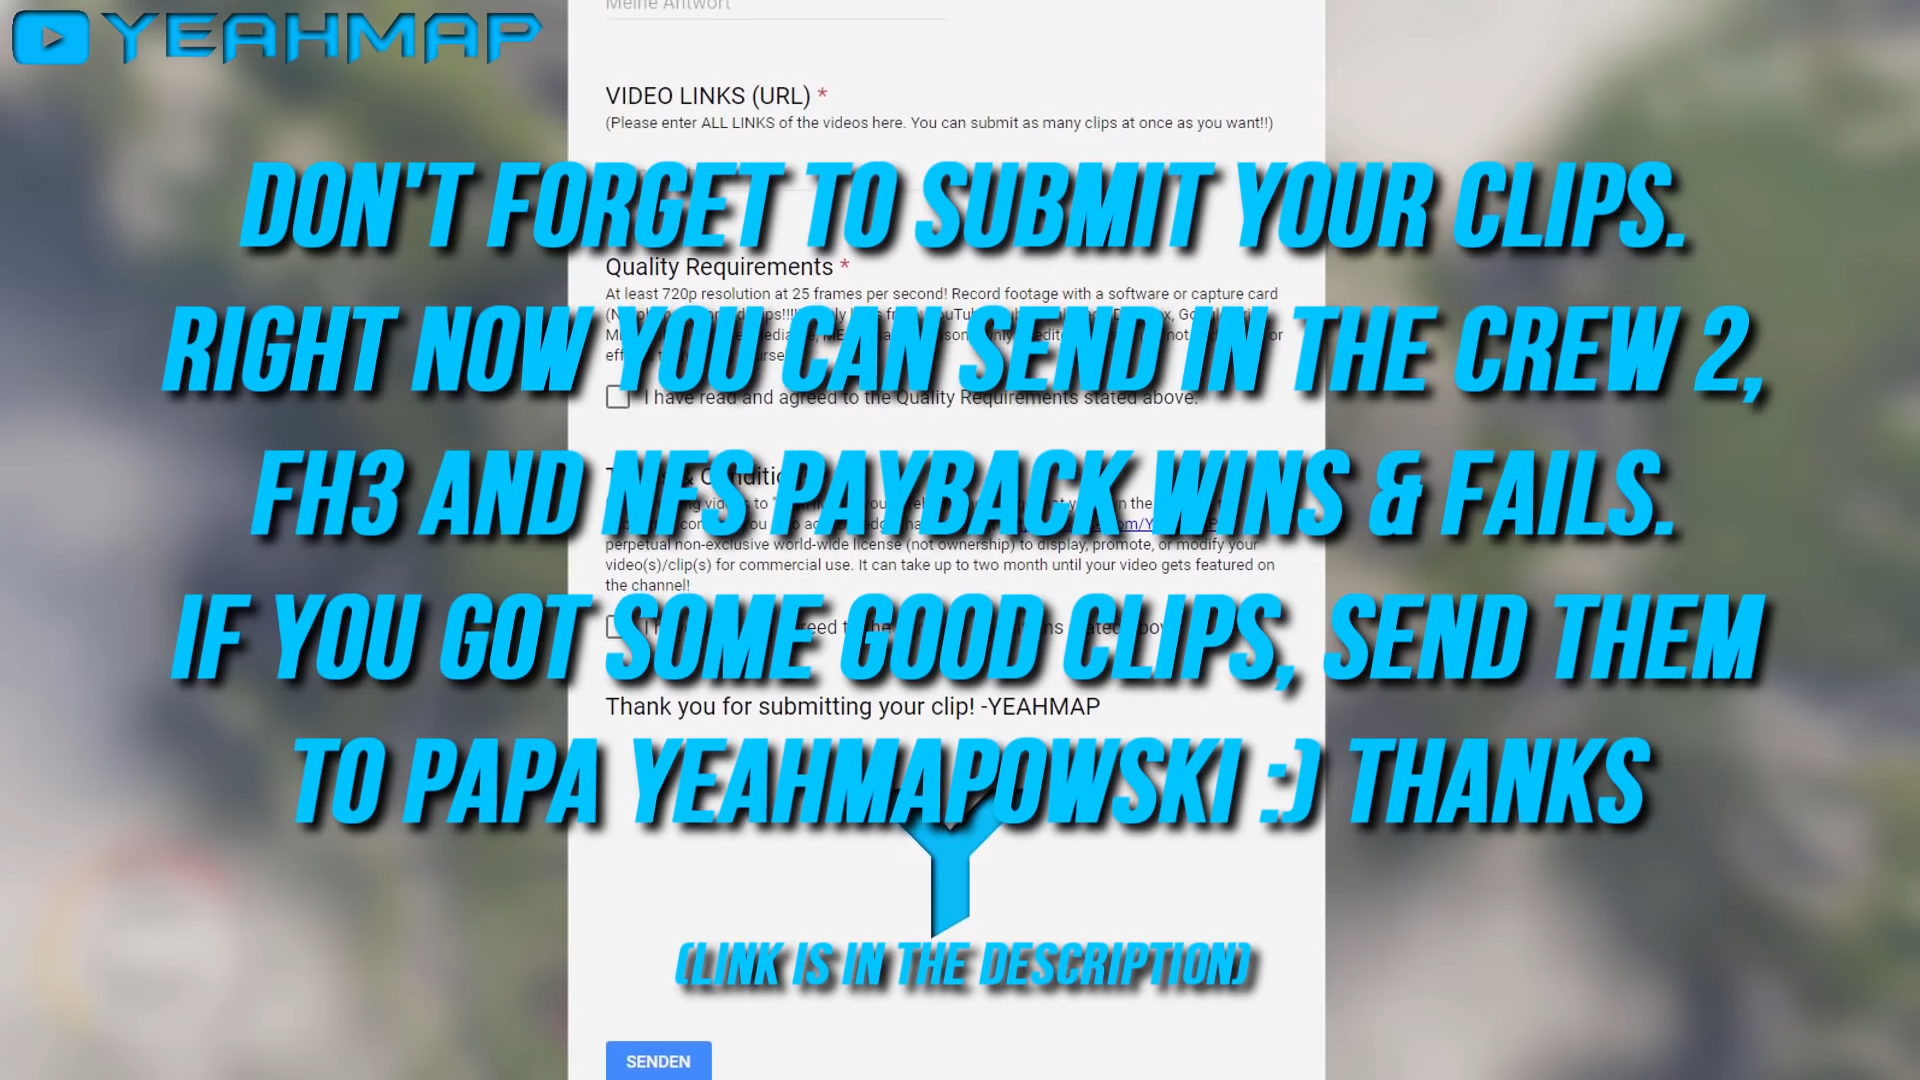 YEAHMAP
Meine Antwort
VIDEO LINKS (URL) *
(Please enter ALL LINKS of the videos here. You can submit as many clips at once as you want!!)
DON'T FORGET TO SUBMIT YOUR CLIPS.
Quality Requirements *
At least 720p resolution at 25 frames per second! Record footage with a software or capture card
RIGHT NOW YOU CAN SEND IN THE CREW 2,
I have read and agreed to the Quality Requirements stated above.
FH3 AND NFS PAYBACK WINS & FAILS.
perpetual non-exclusive world-wide license (not ownership) to display, promote, or modify your
video(s)/clip(s) for commercial use. It can take up to two month until your video gets featured on
the channel!
IF YOU GOT SOME GOOD CLIPS, SEND THEM
Thank you for submitting your clip! -YEAHMAP
TO PAPA YEAHMAPOWSKI :) THANKS
Y
(LINK IS IN THE DESCRIPTION)
SENDEN